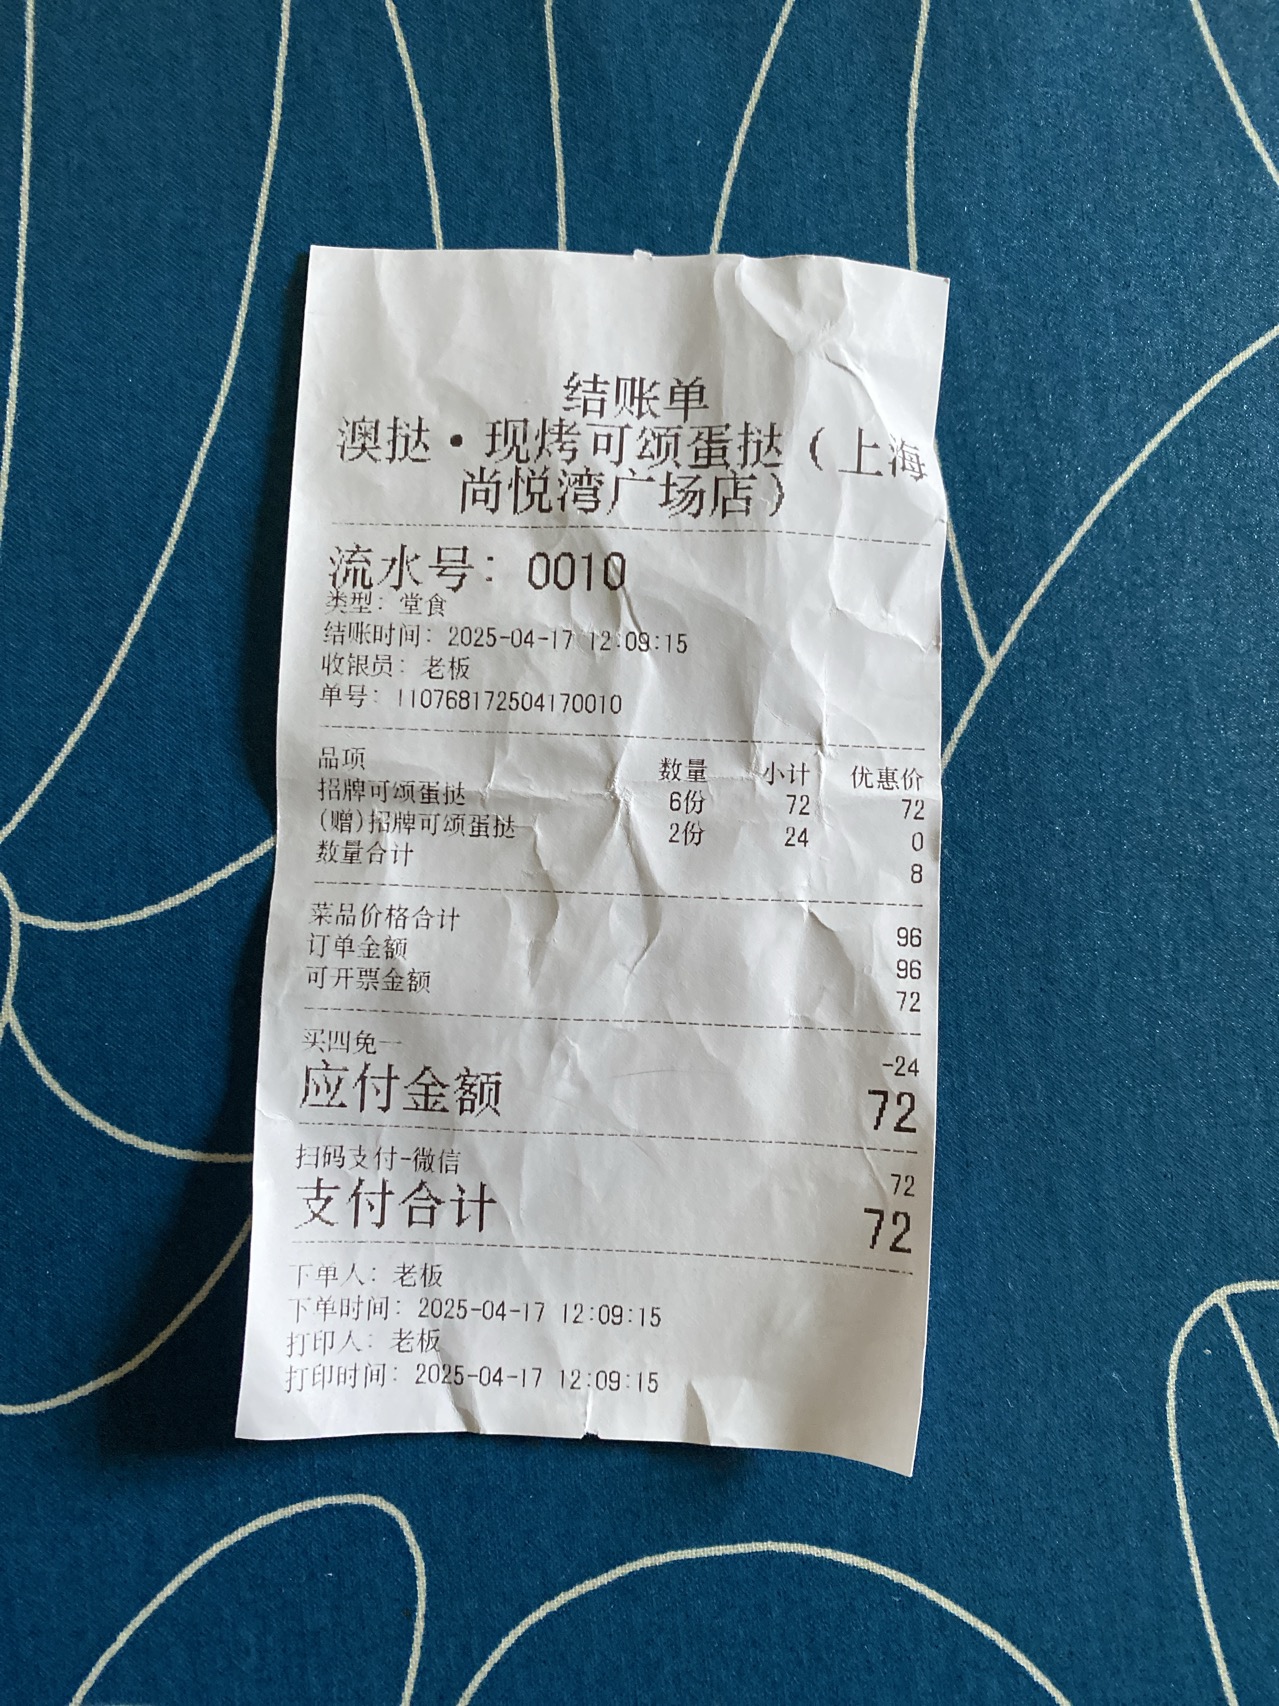 结账单
澳挞·现烤可颂蛋挞（上海
尚悦湾广场店）
流水号：0010
类型：堂食
结账时间：2025-04-17 12:09:15
收银员：老板
单号：110768172504170010
品项 数量 小计 优惠价
招牌可颂蛋挞 6份 72 72
(赠)招牌可颂蛋挞 2份 24 0
数量合计 8
菜品价格合计 96
订单金额 96
可开票金额 72
买四免一 -24
应付金额 72
扫码支付-微信 72
支付合计 72
下单人：老板
下单时间：2025-04-17 12:09:15
打印人：老板
打印时间：2025-04-17 12:09:15